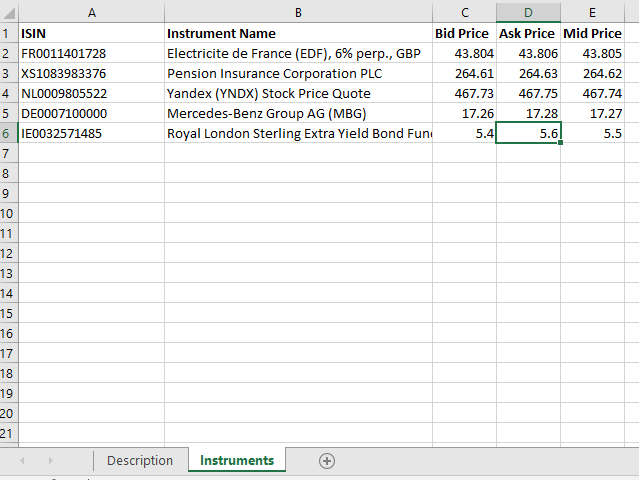 A B C D E
1 ISIN Instrument Name Bid Price Ask Price Mid Price
2 FR0011401728 Electricite de France (EDF), 6% perp., GBP 43.804 43.806 43.805
3 XS1083983376 Pension Insurance Corporation PLC 264.61 264.63 264.62
4 NL0009805522 Yandex (YNDX) Stock Price Quote 467.73 467.75 467.74
5 DE0007100000 Mercedes-Benz Group AG (MBG) 17.26 17.28 17.27
6 IE0032571485 Royal London Sterling Extra Yield Bond Fun 5.4 5.6 5.5
7
8
9
10
11
12
13
14
15
16
17
18
19
20
21
Description Instruments